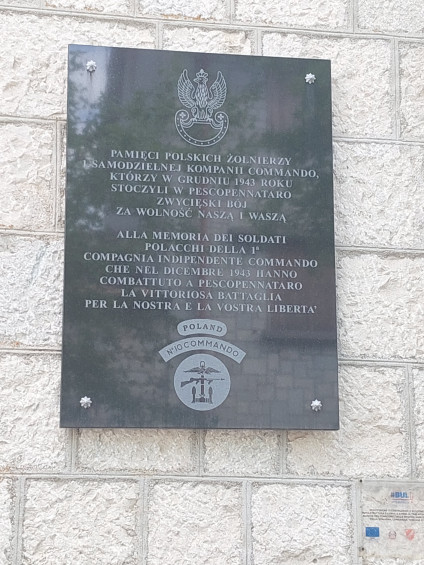 PAMIĘCI POLSKICH ŻOLNIERZY
I SAMODZIELNEJ KOMPANII COMMANDO,
KTÓRZY W GRUDNIU 1943 ROKU
STOCZYLI W PESCOPENNATARO
ZWYCIĘSKI BÓJ
ZA WOLNOŚĆ NASZĄ I WASZĄ
ALLA MEMORIA DEI SOLDATI
POLACCHI DELLA 1ª
COMPAGNIA INDIPENDENTE COMMANDO
CHE NEL DICEMBRE 1943 HANNO
COMBATTUTO A PESCOPENNATARO
LA VITTORIOSA BATTAGLIA
PER LA NOSTRA E LA VOSTRA LIBERTA'
POLAND
Nº10 COMMANDO